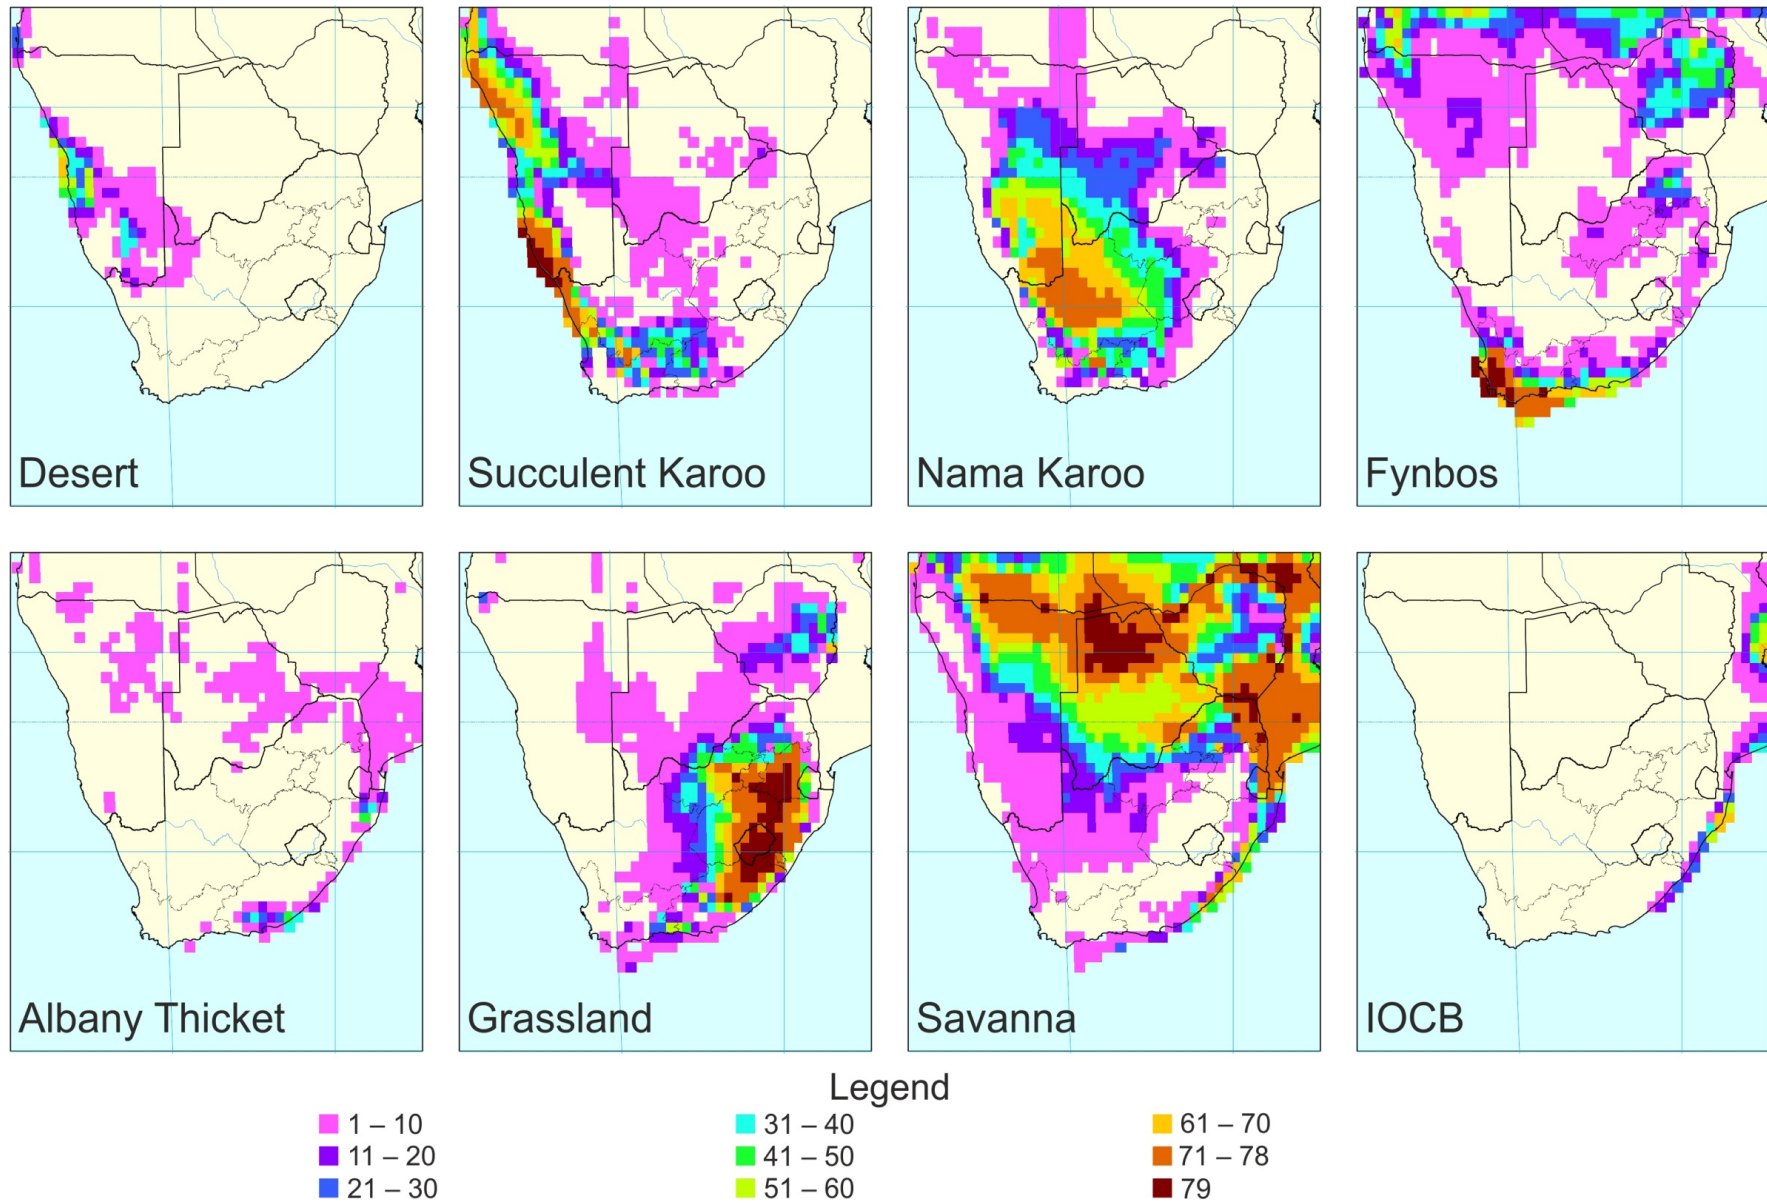 Desert
Succulent Karoo
Nama Karoo
Fynbos
Albany Thicket
Grassland
Savanna
IOCB
Legend
1 – 10
11 – 20
21 – 30
31 – 40
41 – 50
51 – 60
61 – 70
71 – 78
79